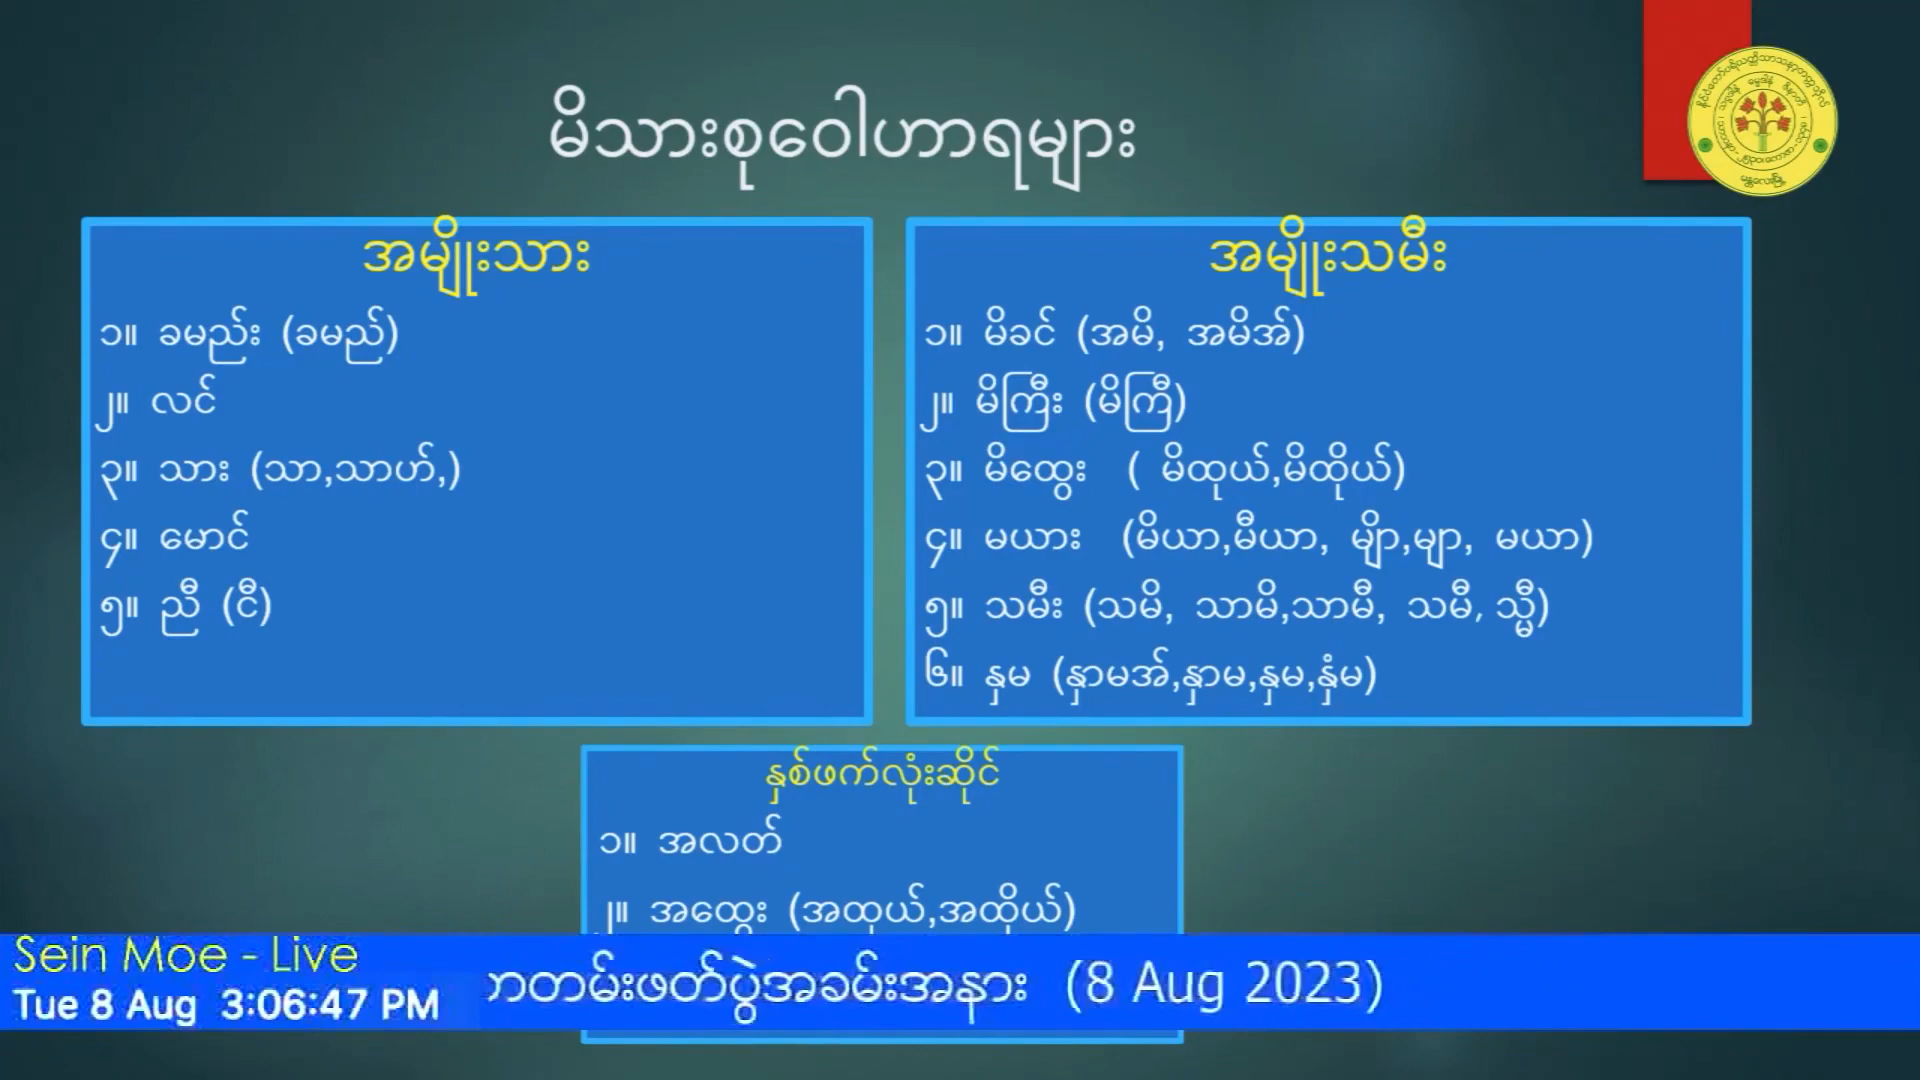 မိသားစုဝေါဟာရများ
အမျိုးသား
၁။ ခမည်း (ခမည်)
၂။ လင်
၃။ သား (သာ,သာဟ်,)
၄။ မောင်
၅။ ညီ (ငီ)
အမျိုးသမီး
၁။ မိခင် (အမိ, အမိအ်)
၂။ မိကြီး (မိကြီ)
၃။ မိထွေး ( မိထုယ်,မိထိုယ်)
၄။ မယား (မိယာ,မီယာ, မျိာ,မျာ, မယာ)
၅။ သမီး (သမိ, သာမိ,သာမီ, သမီ, သ္မီ)
၆။ နှမ (နှာမအ်,နှာမ,နှမ,နှံမ)
နှစ်ဖက်လုံးဆိုင်
၁။ အလတ်
၂။ အထွေး (အထုယ်,အထိုယ်)
Sein Moe - Live
Tue 8 Aug 3:06:47 PM
စာတမ်းဖတ်ပွဲအခမ်းအနား (8 Aug 2023)
မန္တလေးမြို့